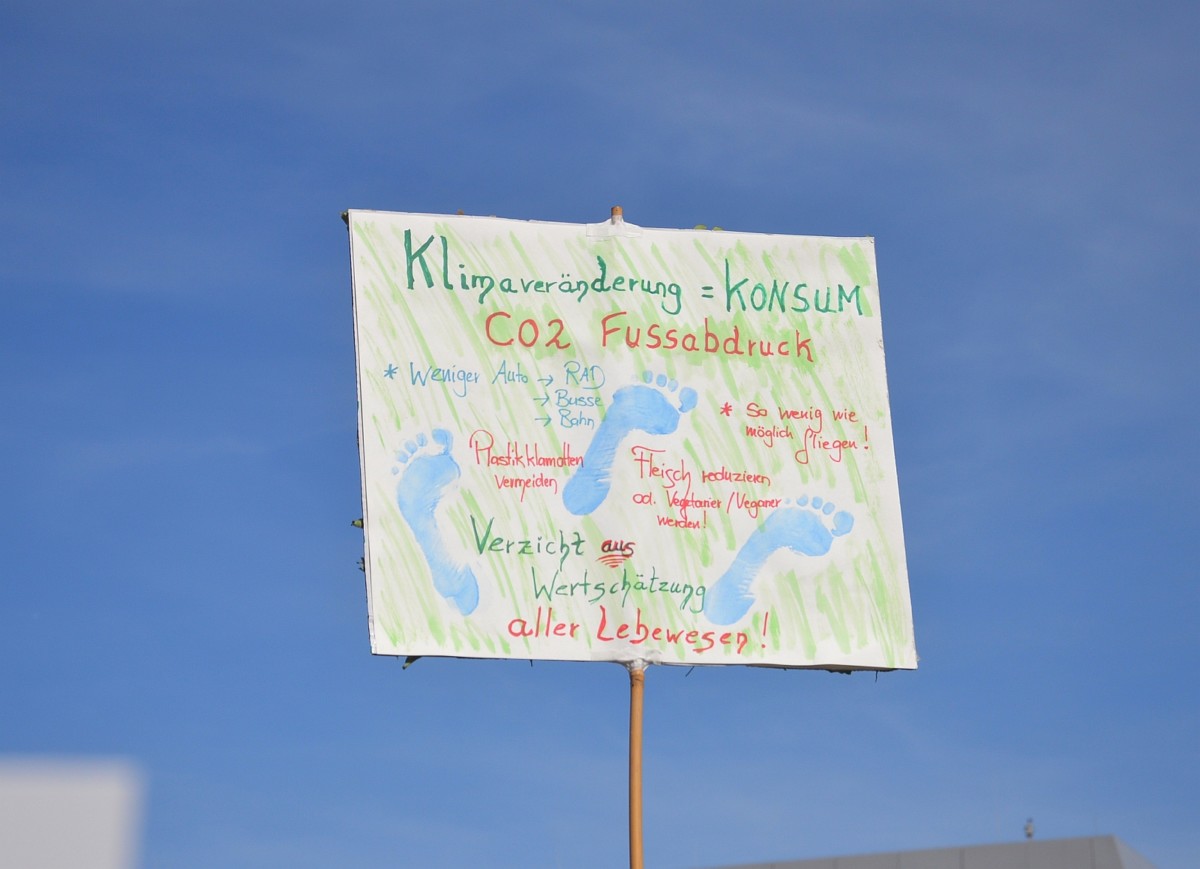 Klimaveränderung = KONSUM
CO2 Fussabdruck
* Weniger Auto → RAD
→ Busse
→ Bahn
* So wenig wie
möglich fliegen!
Plastikklamotten
vermeiden
Fleisch reduzieren
od. Vegetarier / Veganer
werden!
Verzicht aus
Wertschätzung
aller Lebewesen!